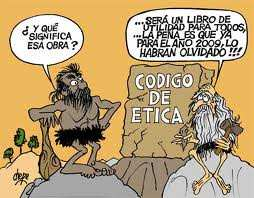 ¿ Y QUÉ
SIGNIFICA
ESA OBRA ?
...SERÁ UN LIBRO DE
UTILIDAD PARA TODOS,
...LA PENA ES QUE YA
PARA EL AÑO 2009, LO
HABRAN OLVIDADO !!!
CODIGO
DE
ETICA